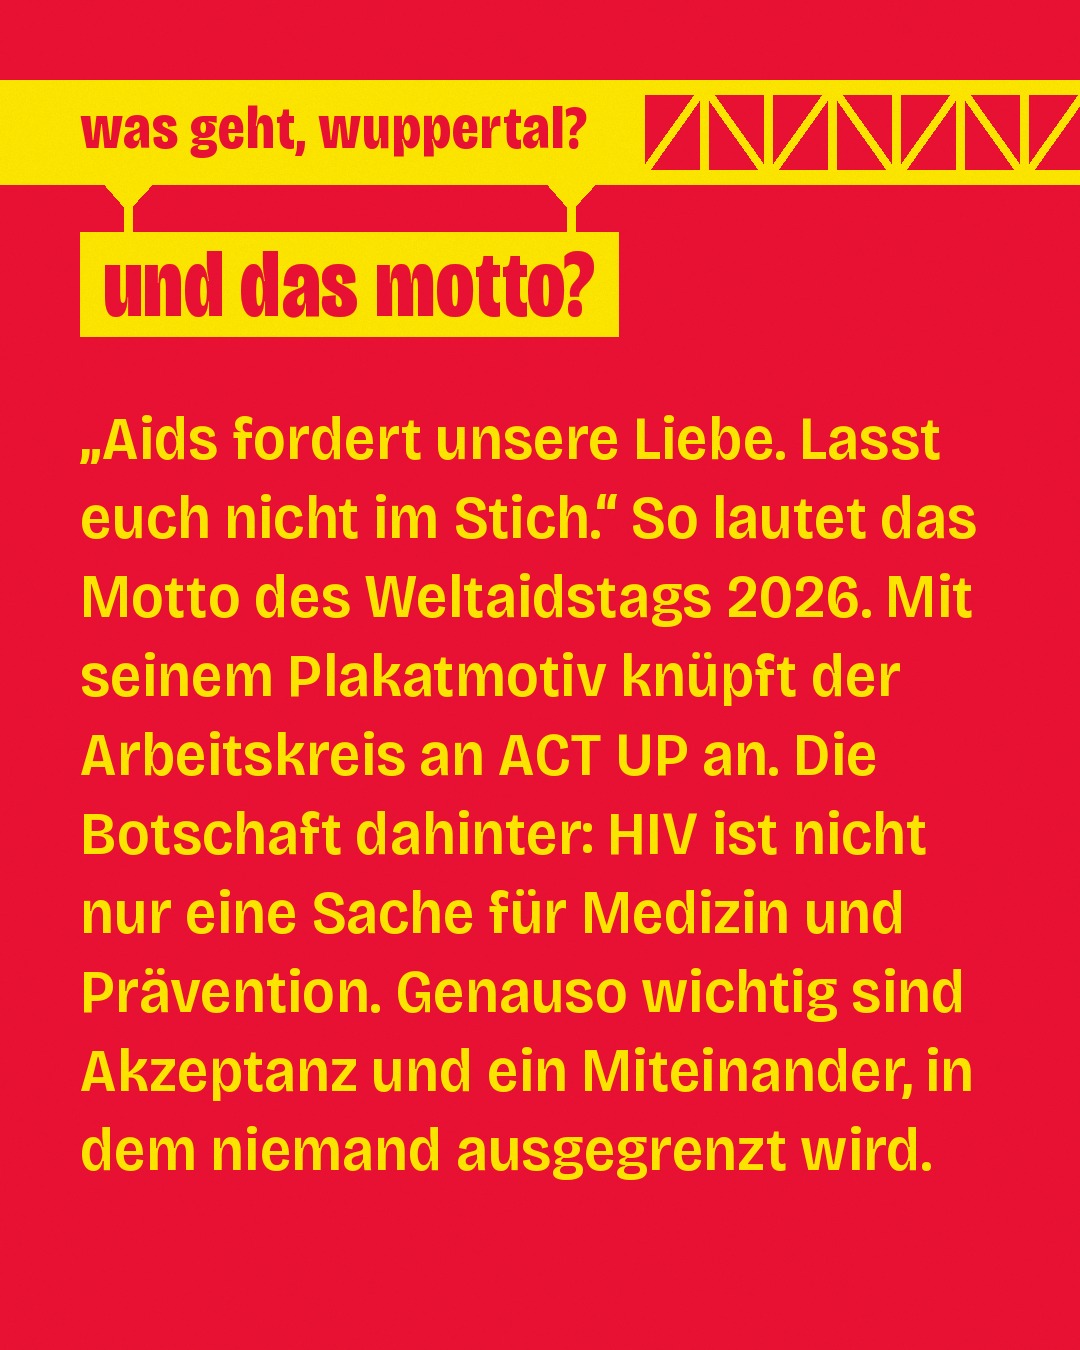 was geht, wuppertal?
und das motto?
„Aids fordert unsere Liebe. Lasst
euch nicht im Stich.“ So lautet das
Motto des Weltaidstags 2026. Mit
seinem Plakatmotiv knüpft der
Arbeitskreis an ACT UP an. Die
Botschaft dahinter: HIV ist nicht
nur eine Sache für Medizin und
Prävention. Genauso wichtig sind
Akzeptanz und ein Miteinander, in
dem niemand ausgegrenzt wird.